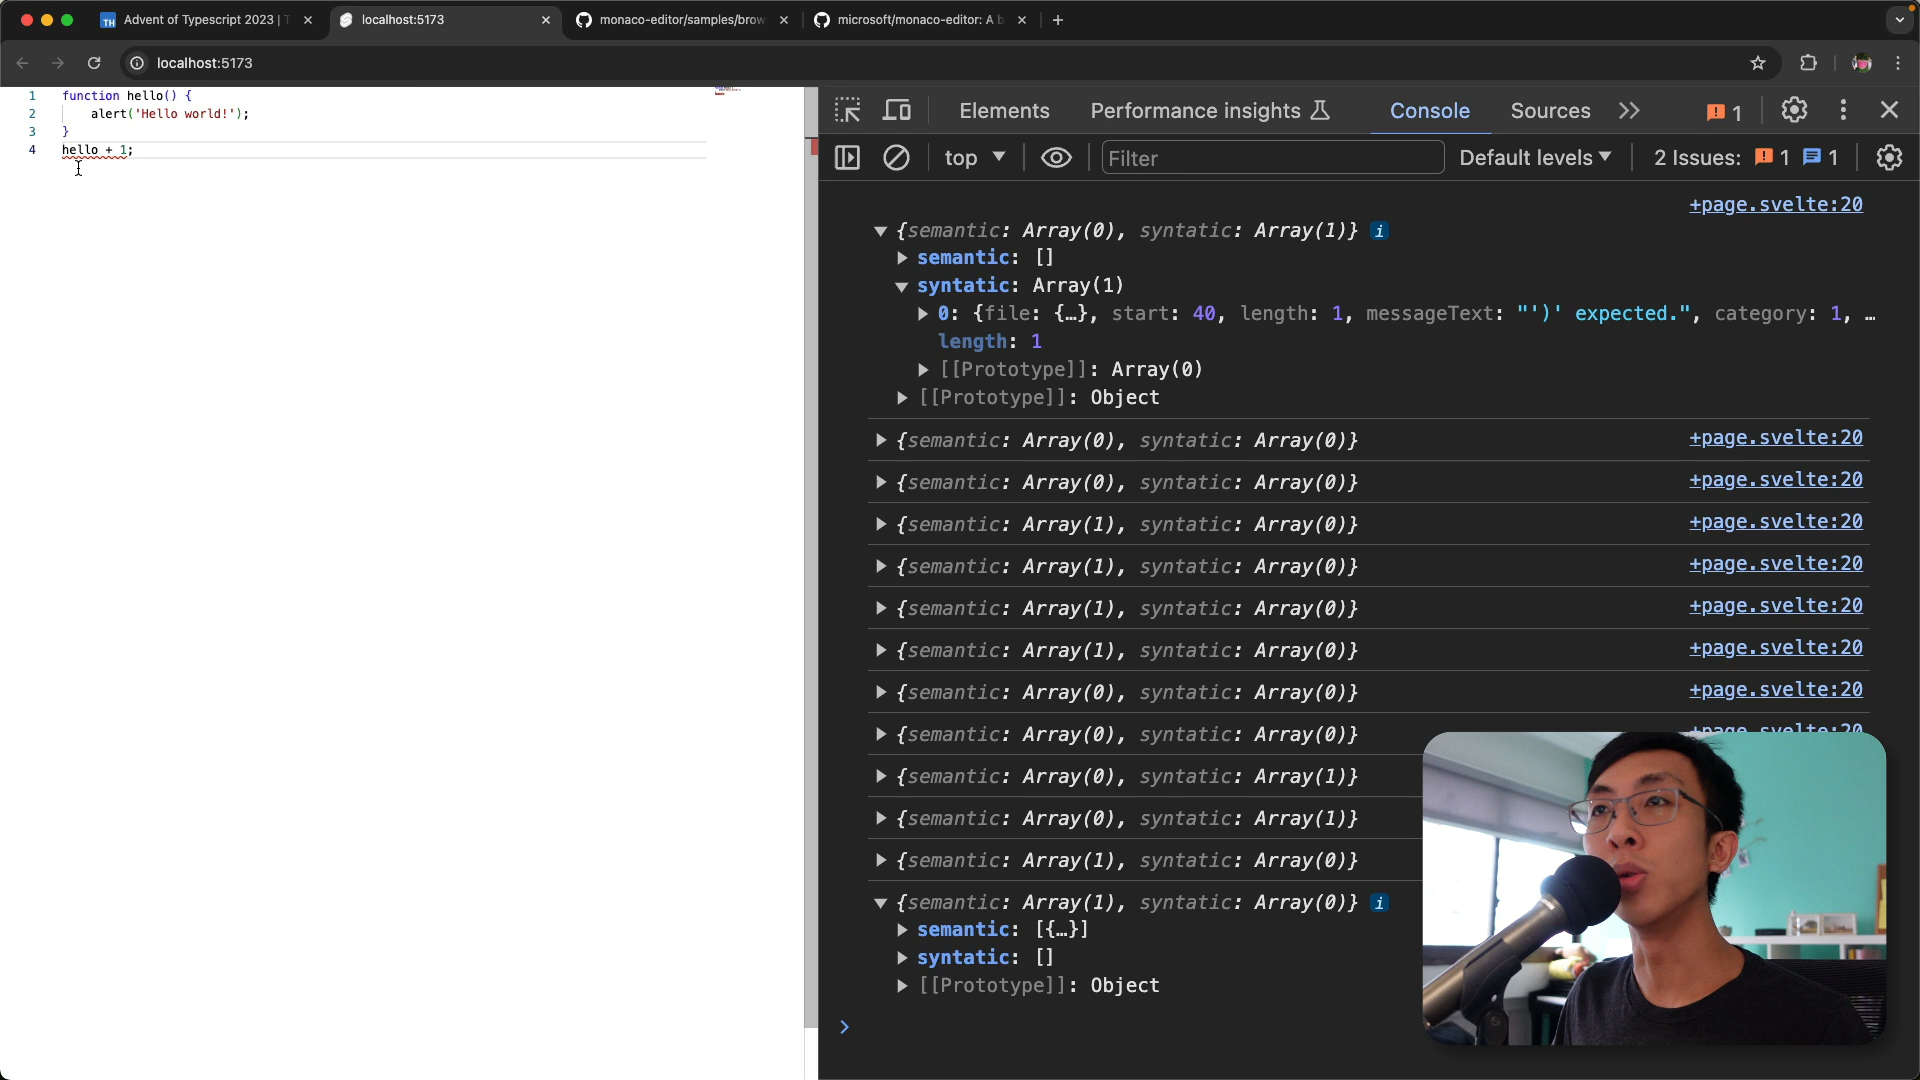 Advent of Typescript 2023 | T
localhost:5173
monaco-editor/samples/brow
microsoft/monaco-editor: A b
localhost:5173
1 function hello() {
2 alert('Hello world!');
3 }
4 hello + 1;
Elements
Performance insights
Console
Sources
1
top
Filter
Default levels
2 Issues: 1 1
+page.svelte:20
{semantic: Array(0), syntatic: Array(1)} i
semantic: []
syntatic: Array(1)
0: {file: {…}, start: 40, length: 1, messageText: "')' expected.", category: 1, …
length: 1
[[Prototype]]: Array(0)
[[Prototype]]: Object
{semantic: Array(0), syntatic: Array(0)} +page.svelte:20
{semantic: Array(0), syntatic: Array(0)} +page.svelte:20
{semantic: Array(1), syntatic: Array(0)} +page.svelte:20
{semantic: Array(1), syntatic: Array(0)} +page.svelte:20
{semantic: Array(1), syntatic: Array(0)} +page.svelte:20
{semantic: Array(1), syntatic: Array(0)} +page.svelte:20
{semantic: Array(0), syntatic: Array(0)} +page.svelte:20
{semantic: Array(0), syntatic: Array(0)} +page.svelte:20
{semantic: Array(0), syntatic: Array(1)}
{semantic: Array(0), syntatic: Array(1)}
{semantic: Array(1), syntatic: Array(0)}
{semantic: Array(1), syntatic: Array(0)} i
semantic: [{…}]
syntatic: []
[[Prototype]]: Object